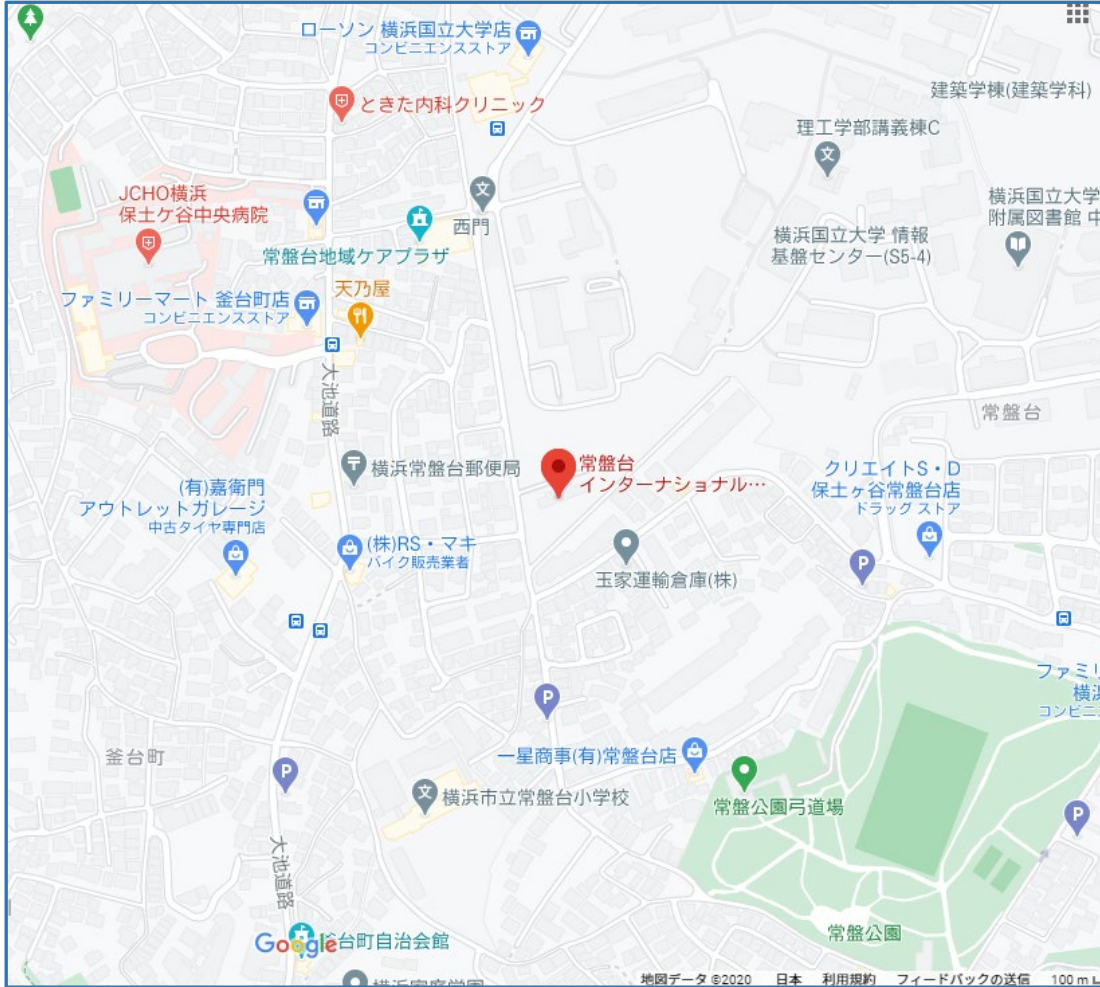 ローソン 横浜国立大学店
コンビニエンスストア
建築学棟(建築学科)
ときた内科クリニック
理工学部講義棟C
JCHO横浜
保土ケ谷中央病院
横浜国立大学
附属図書館 中
西門
横浜国立大学 情報
基盤センター(S5-4)
常盤台地域ケアプラザ
天乃屋
ファミリーマート 釜台町店
コンビニエンスストア
大池道路
常盤台
横浜常盤台郵便局
常盤台
インターナショナル…
クリエイトS・D
保土ヶ谷常盤台店
ドラッグ ストア
(有)嘉衛門
アウトレットガレージ
中古タイヤ専門店
(株)RS・マキ
バイク販売業者
玉家運輸倉庫(株)
P
ファミリ
横浜
コンビニ
P
一星商事(有)常盤台店
釜台町
P
横浜市立常盤台小学校
常盤公園弓道場
P
大池道路
常盤公園
Google
釜台町自治会館
地図データ ©2020 日本 利用規約 フィードバックの送信 100 m